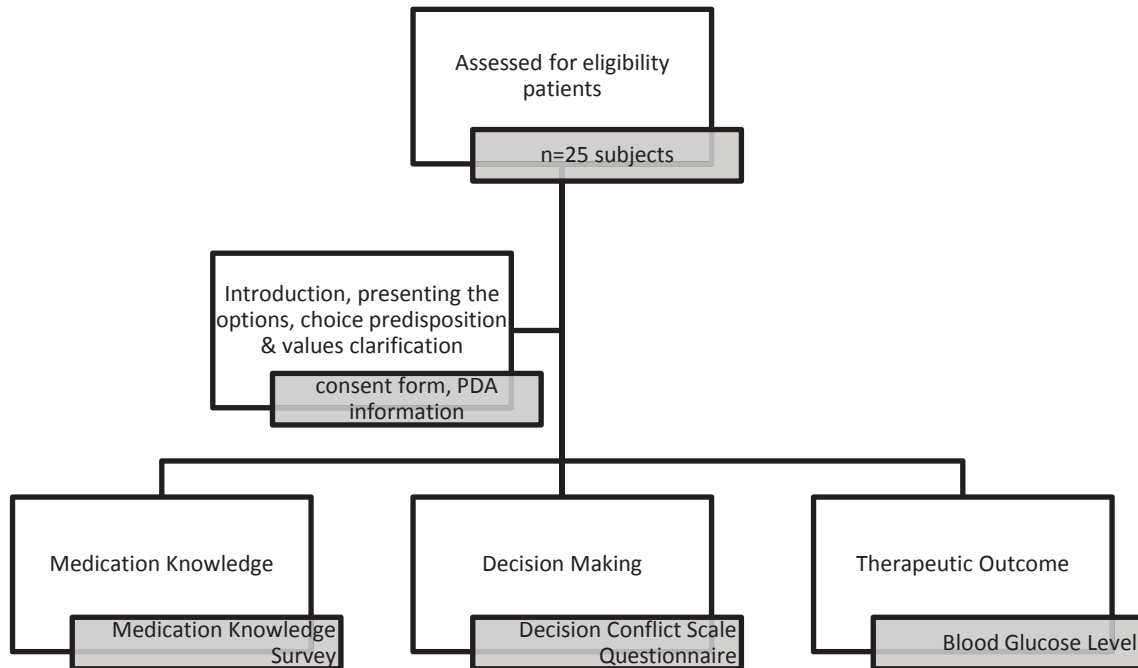 Assessed for eligibility
patients
n=25 subjects
Introduction, presenting the
options, choice predisposition
& values clarification
consent form, PDA
information
Medication Knowledge
Medication Knowledge
Survey
Decision Making
Decision Conflict Scale
Questionnaire
Therapeutic Outcome
Blood Glucose Level